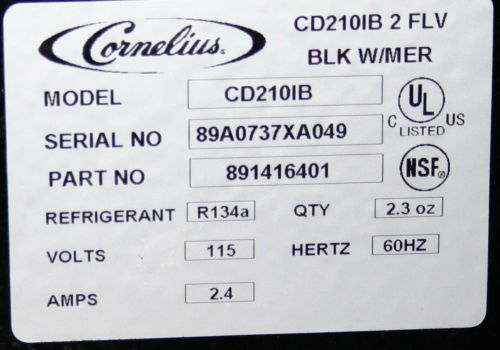 Cornelius®
CD210IB 2 FLV
BLK W/MER
MODEL CD210IB
SERIAL NO 89A0737XA049
PART NO 891416401
REFRIGERANT R134a QTY 2.3 oz
VOLTS 115 HERTZ 60HZ
AMPS 2.4
C UL US
LISTED
NSF®